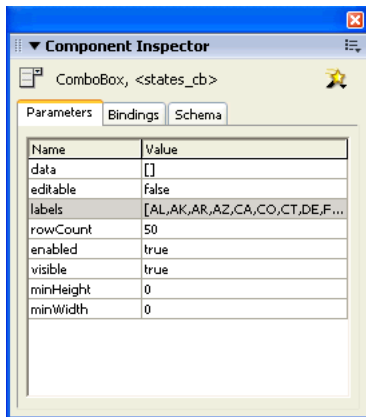 Component Inspector
ComboBox, <states_cb>
Parameters Bindings Schema
Name Value
data []
editable false
labels [AL,AK,AR,AZ,CA,CO,CT,DE,F...
rowCount 50
enabled true
visible true
minHeight 0
minWidth 0